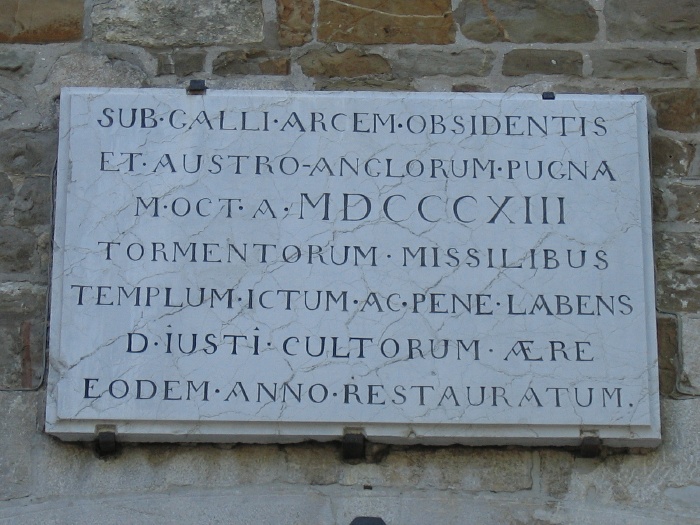 SUB·GALLI·ARCEM·OBSIDENTIS
ET·AUSTRO-ANGLORUM·PUGNA
M·OCT·A·MDCCCCXIII
TORMENTORUM·MISSILIBUS
TEMPLUM·ICTUM·AC·PENE·LABENS
D·IUSTI·CULTORUM·ÆRE
EODEM·ANNO·RESTAURATUM.